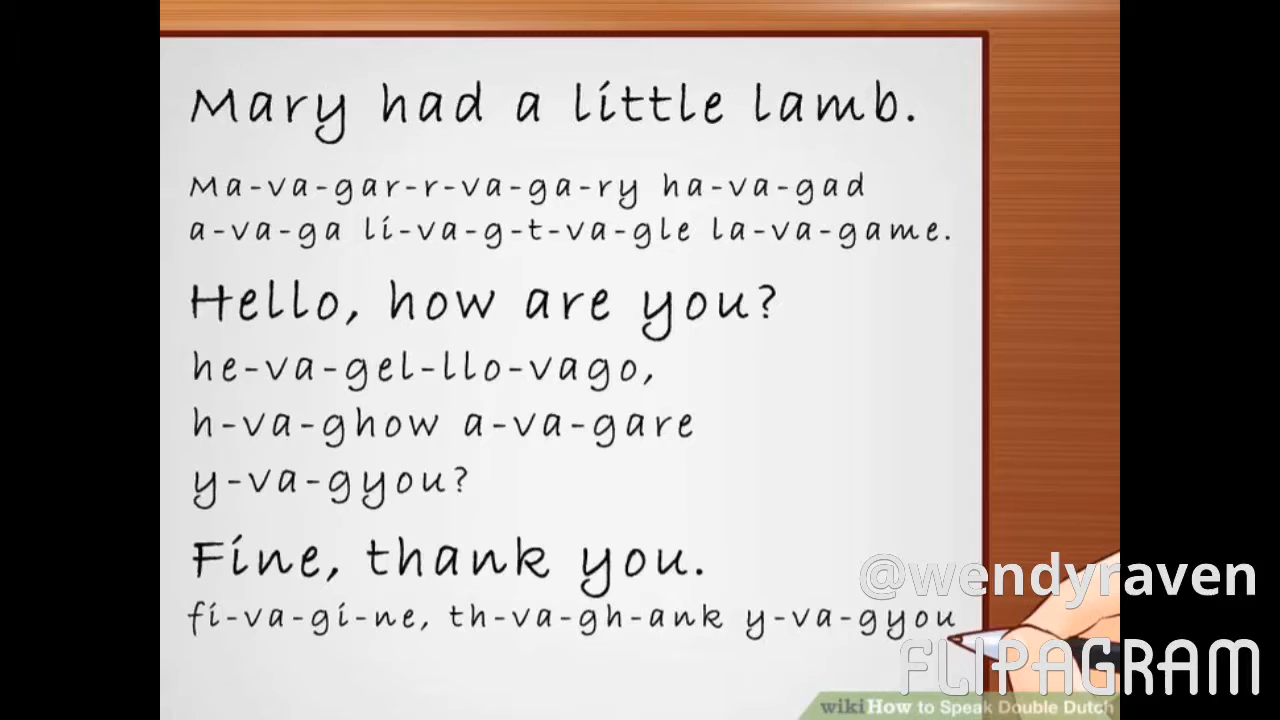 Mary had a little lamb.
Ma-va-gar-r-va-ga-ry ha-va-gad
a-va-ga li-va-g-t-va-gle la-va-game.
Hello, how are you?
he-va-gel-llo-vago,
h-va-ghow a-va-gare
y-va-gyou?
Fine, thank you.
fi-va-gi-ne, th-va-gh-ank y-va-gyou
@wendyraven
FLIPAGRAM
wikiHow to Speak Double Dutch